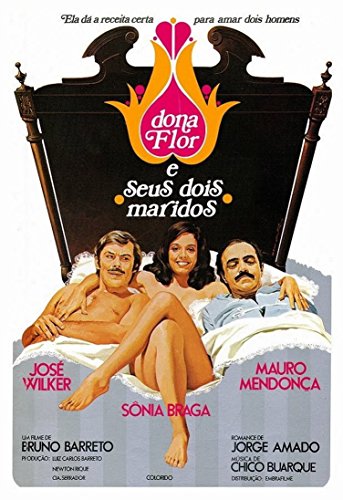 Ela dá a receita certa para amar dois homens
dona
Flor
e
seus dois
maridos
JOSÉ
WILKER
SÔNIA BRAGA
MAURO
MENDONÇA
UM FILME DE
BRUNO BARRETO
PRODUÇÃO: LUIZ CARLOS BARRETO
NEWTON RIQUE
CIA. SERRADOR
COLORIDO
ROMANCE DE
JORGE AMADO
MÚSICA DE
CHICO BUARQUE
DISTRIBUIÇÃO: EMBRAFILME